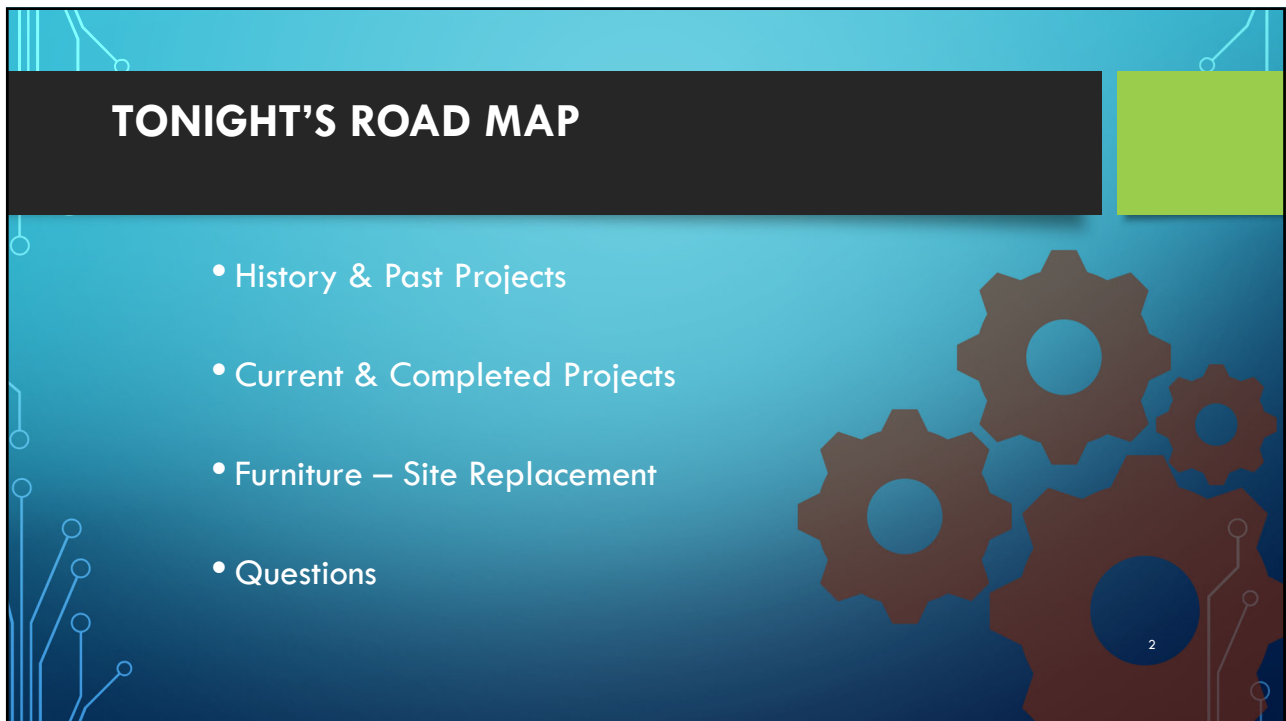 TONIGHT’S ROAD MAP
• History & Past Projects
• Current & Completed Projects
• Furniture – Site Replacement
• Questions
2